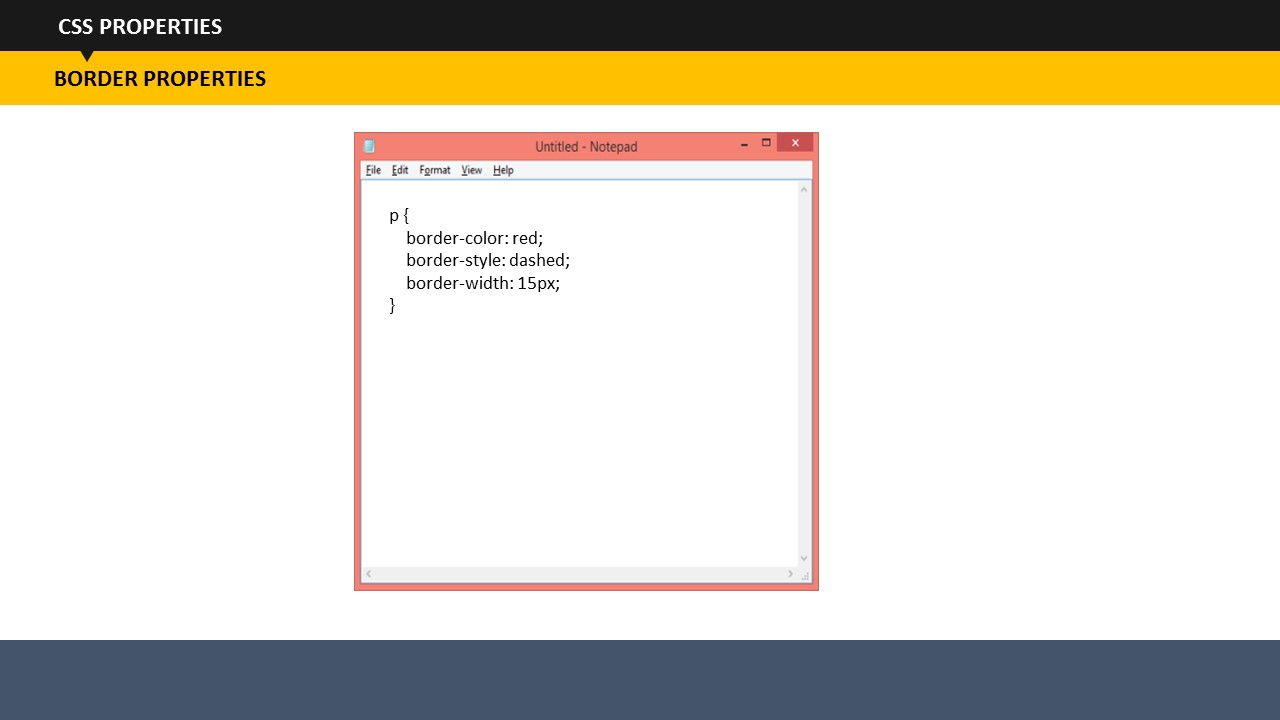 CSS PROPERTIES
BORDER PROPERTIES
Untitled - Notepad
File Edit Format View Help
p {
border-color: red;
border-style: dashed;
border-width: 15px;
}